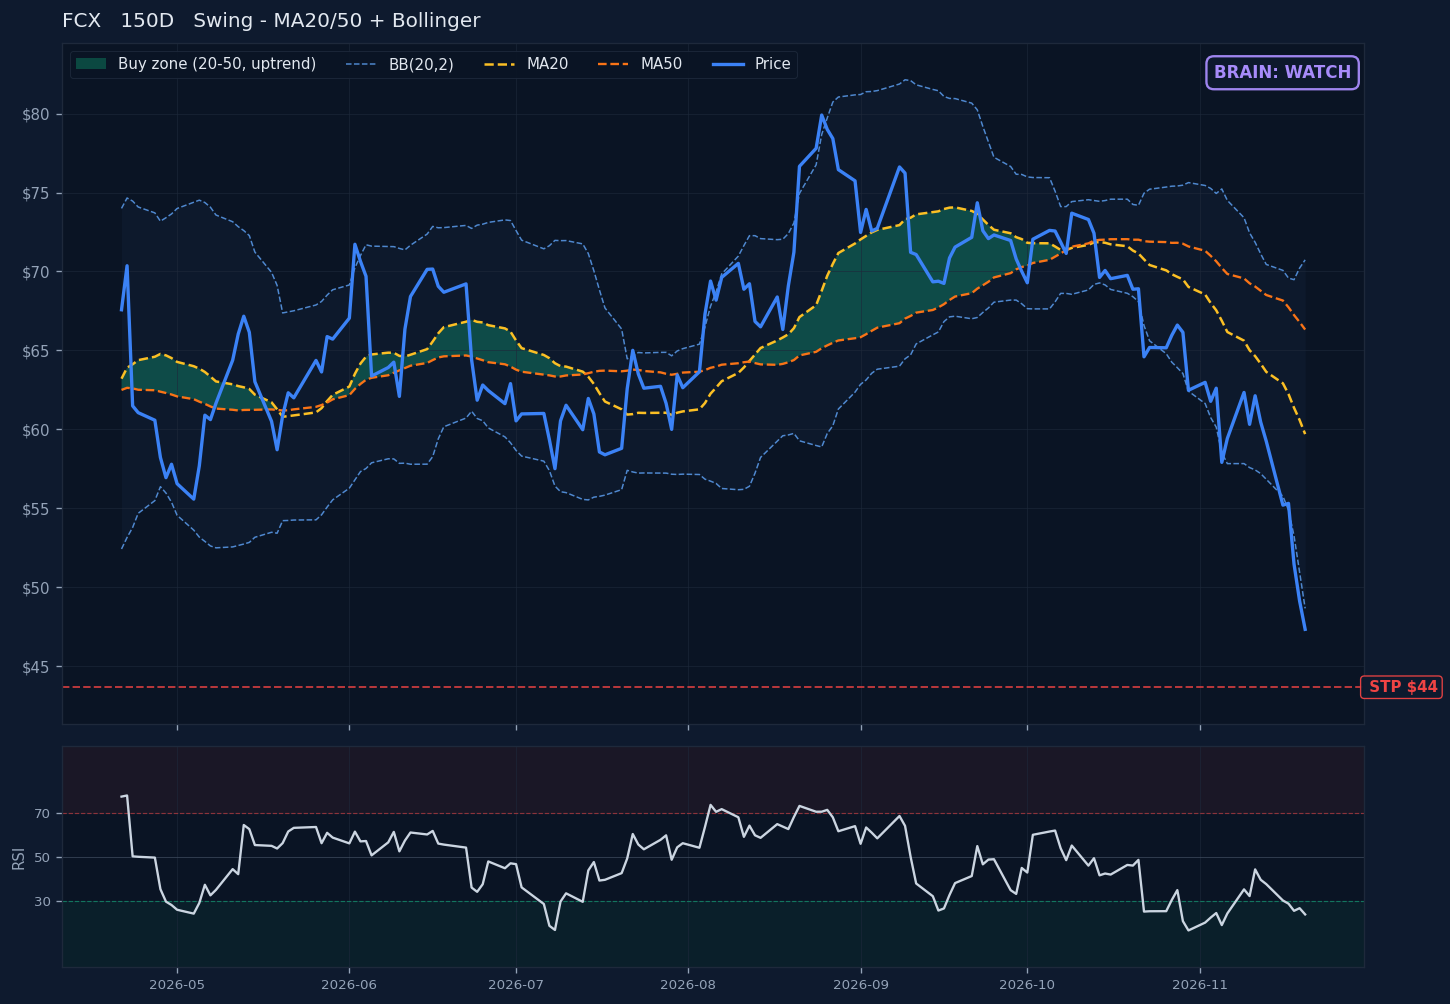 FCX 150D Swing - MA20/50 + Bollinger
Buy zone (20-50, uptrend) BB(20,2) MA20 MA50 Price
BRAIN: WATCH
$80
$75
$70
$65
$60
$55
$50
$45
STP $44
70
50
30
RSI
2026-05 2026-06 2026-07 2026-08 2026-09 2026-10 2026-11